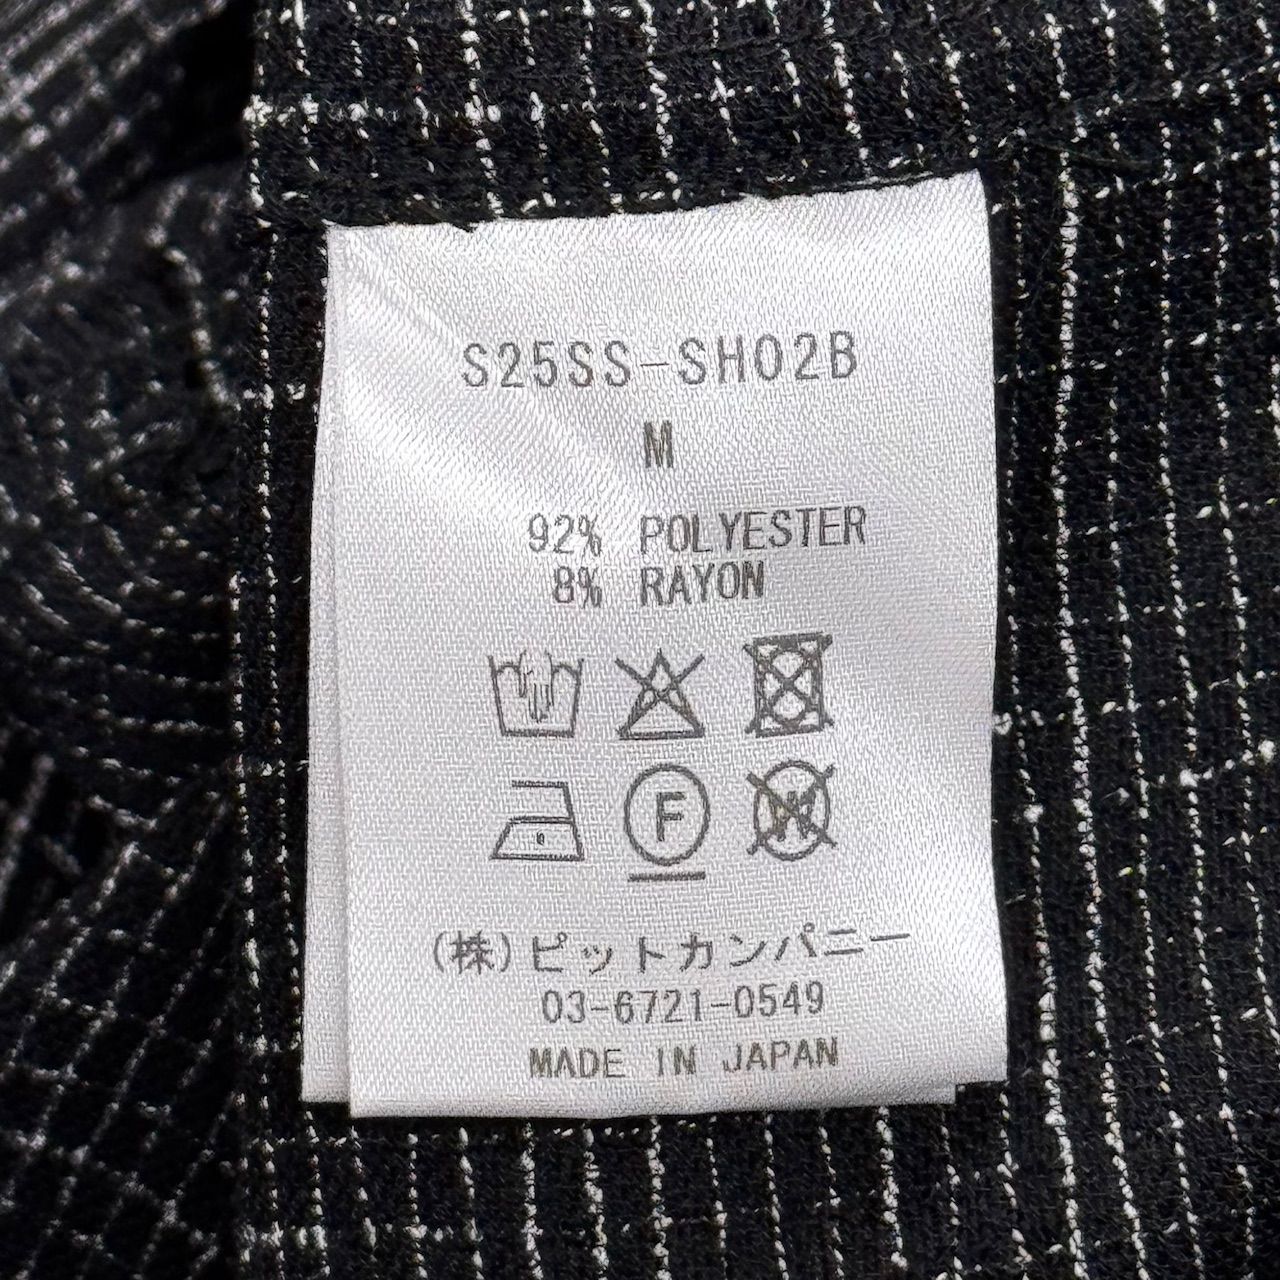 S25SS-SH02B
M
92% POLYESTER
8% RAYON
F
W
(株)ピットカンパニー
03-6721-0549
MADE IN JAPAN